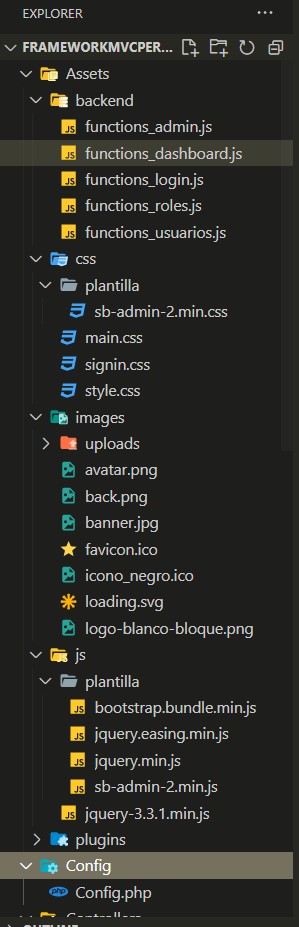 EXPLORER
FRAMEWORKMVCPER...
Assets
backend
functions_admin.js
functions_dashboard.js
functions_login.js
functions_roles.js
functions_usuarios.js
css
plantilla
sb-admin-2.min.css
main.css
signin.css
style.css
images
uploads
avatar.png
back.png
banner.jpg
favicon.ico
icono_negro.ico
loading.svg
logo-blanco-bloque.png
js
plantilla
bootstrap.bundle.min.js
jquery.easing.min.js
jquery.min.js
sb-admin-2.min.js
jquery-3.3.1.min.js
plugins
Config
Config.php
Controllers
OUTLINE